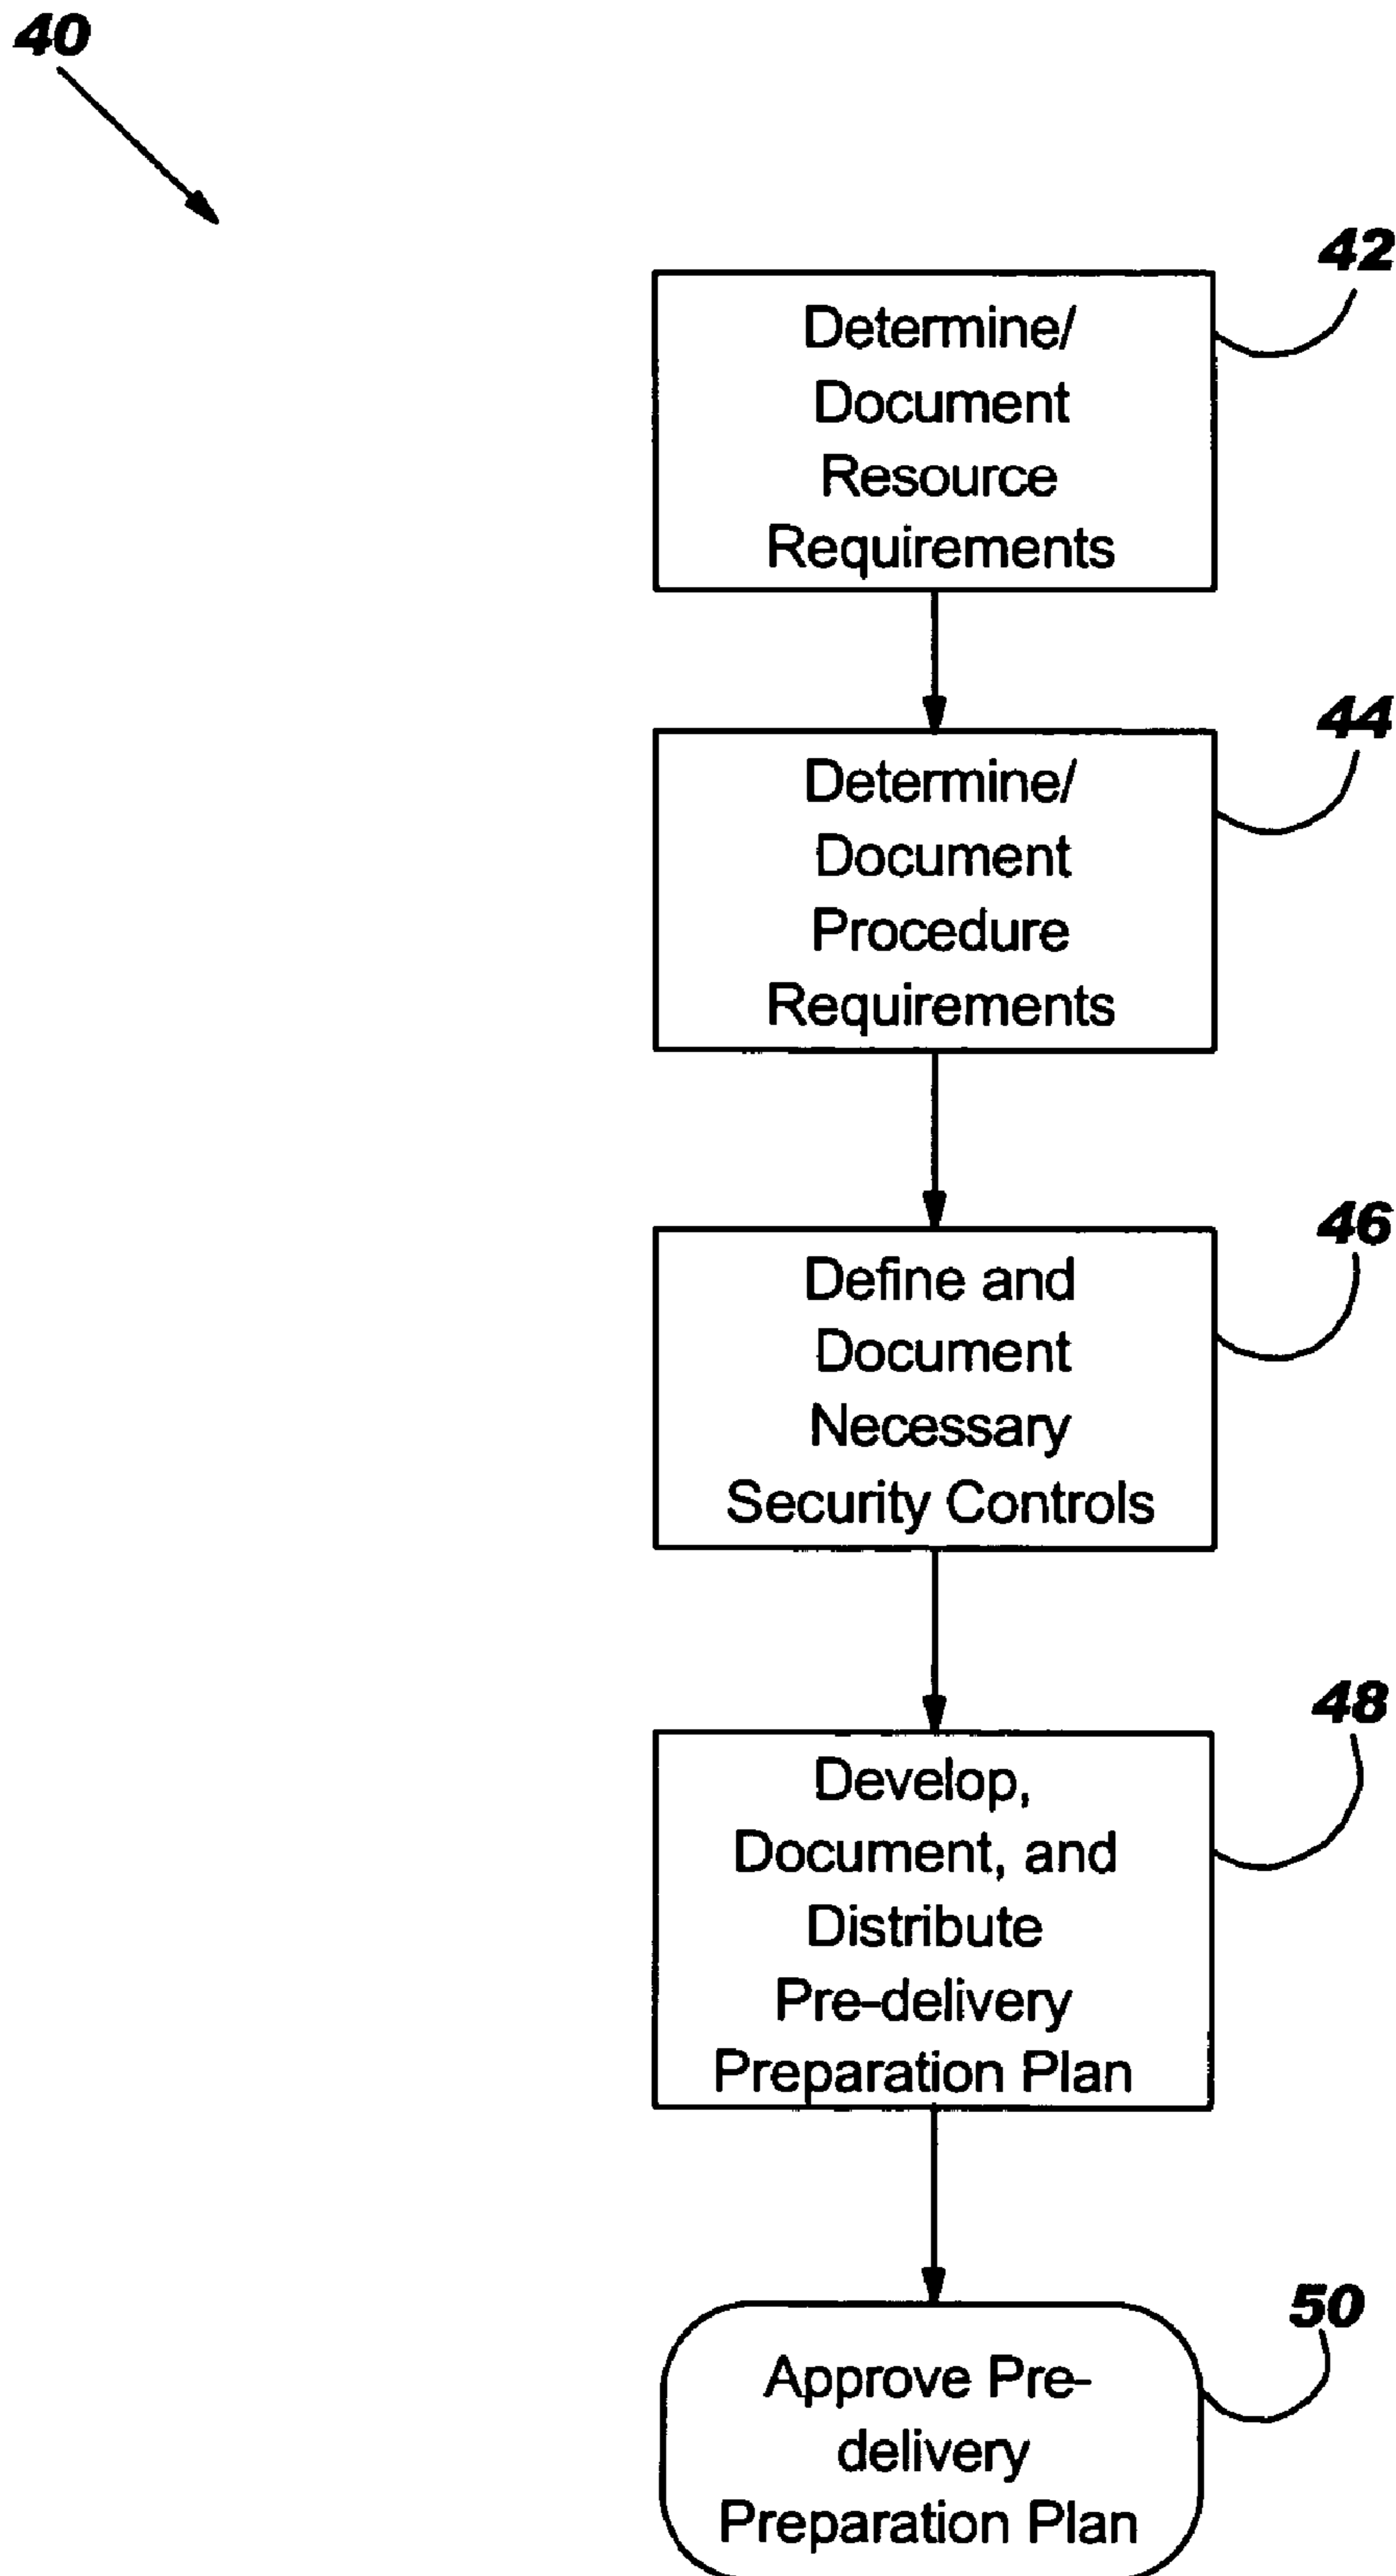 40
42
Determine/
Document
Resource
Requirements
44
Determine/
Document
Procedure
Requirements
46
Define and
Document
Necessary
Security Controls
48
Develop,
Document, and
Distribute
Pre-delivery
Preparation Plan
50
Approve Pre-
delivery
Preparation Plan